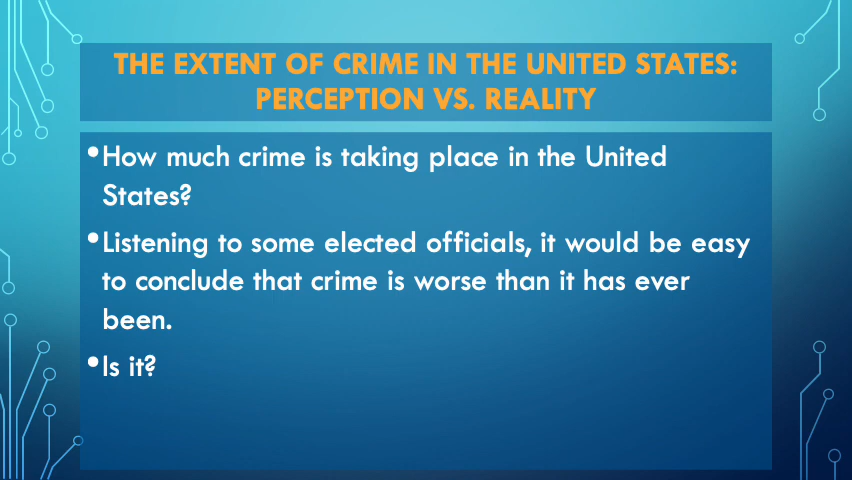 THE EXTENT OF CRIME IN THE UNITED STATES:
PERCEPTION VS. REALITY
•How much crime is taking place in the United
States?
•Listening to some elected officials, it would be easy
to conclude that crime is worse than it has ever
been.
•Is it?